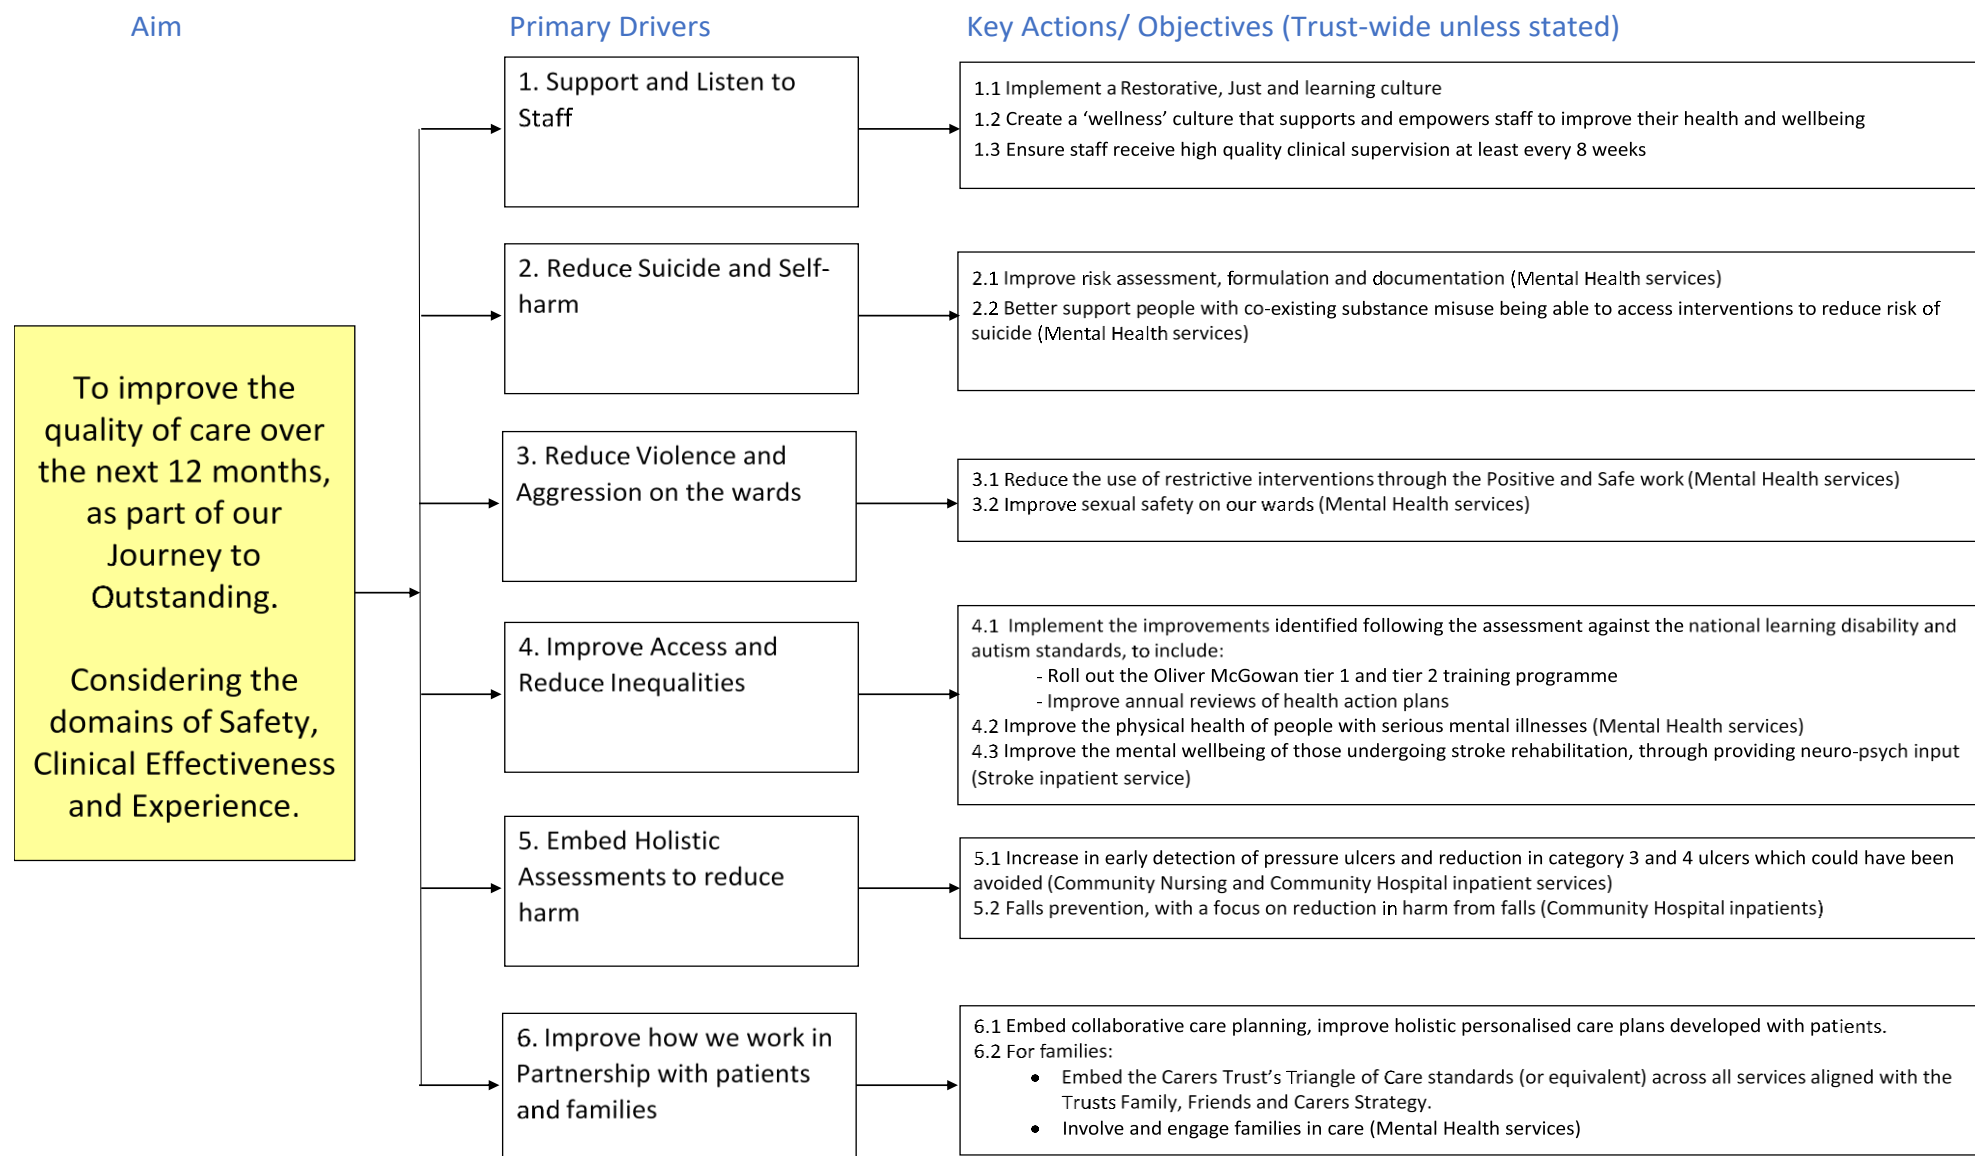 Aim
Primary Drivers
Key Actions/ Objectives (Trust-wide unless stated)
To improve the
quality of care over
the next 12 months,
as part of our
Journey to
Outstanding.
Considering the
domains of Safety,
Clinical Effectiveness
and Experience.
1. Support and Listen to
Staff
1.1 Implement a Restorative, Just and learning culture
1.2 Create a ‘wellness’ culture that supports and empowers staff to improve their health and wellbeing
1.3 Ensure staff receive high quality clinical supervision at least every 8 weeks
2. Reduce Suicide and Self-
harm
2.1 Improve risk assessment, formulation and documentation (Mental Health services)
2.2 Better support people with co-existing substance misuse being able to access interventions to reduce risk of
suicide (Mental Health services)
3. Reduce Violence and
Aggression on the wards
3.1 Reduce the use of restrictive interventions through the Positive and Safe work (Mental Health services)
3.2 Improve sexual safety on our wards (Mental Health services)
4. Improve Access and
Reduce Inequalities
4.1 Implement the improvements identified following the assessment against the national learning disability and
autism standards, to include:
- Roll out the Oliver McGowan tier 1 and tier 2 training programme
- Improve annual reviews of health action plans
4.2 Improve the physical health of people with serious mental illnesses (Mental Health services)
4.3 Improve the mental wellbeing of those undergoing stroke rehabilitation, through providing neuro-psych input
(Stroke inpatient service)
5. Embed Holistic
Assessments to reduce
harm
5.1 Increase in early detection of pressure ulcers and reduction in category 3 and 4 ulcers which could have been
avoided (Community Nursing and Community Hospital inpatient services)
5.2 Falls prevention, with a focus on reduction in harm from falls (Community Hospital inpatients)
6. Improve how we work in
Partnership with patients
and families
6.1 Embed collaborative care planning, improve holistic personalised care plans developed with patients.
6.2 For families:
• Embed the Carers Trust’s Triangle of Care standards (or equivalent) across all services aligned with the
Trusts Family, Friends and Carers Strategy.
• Involve and engage families in care (Mental Health services)